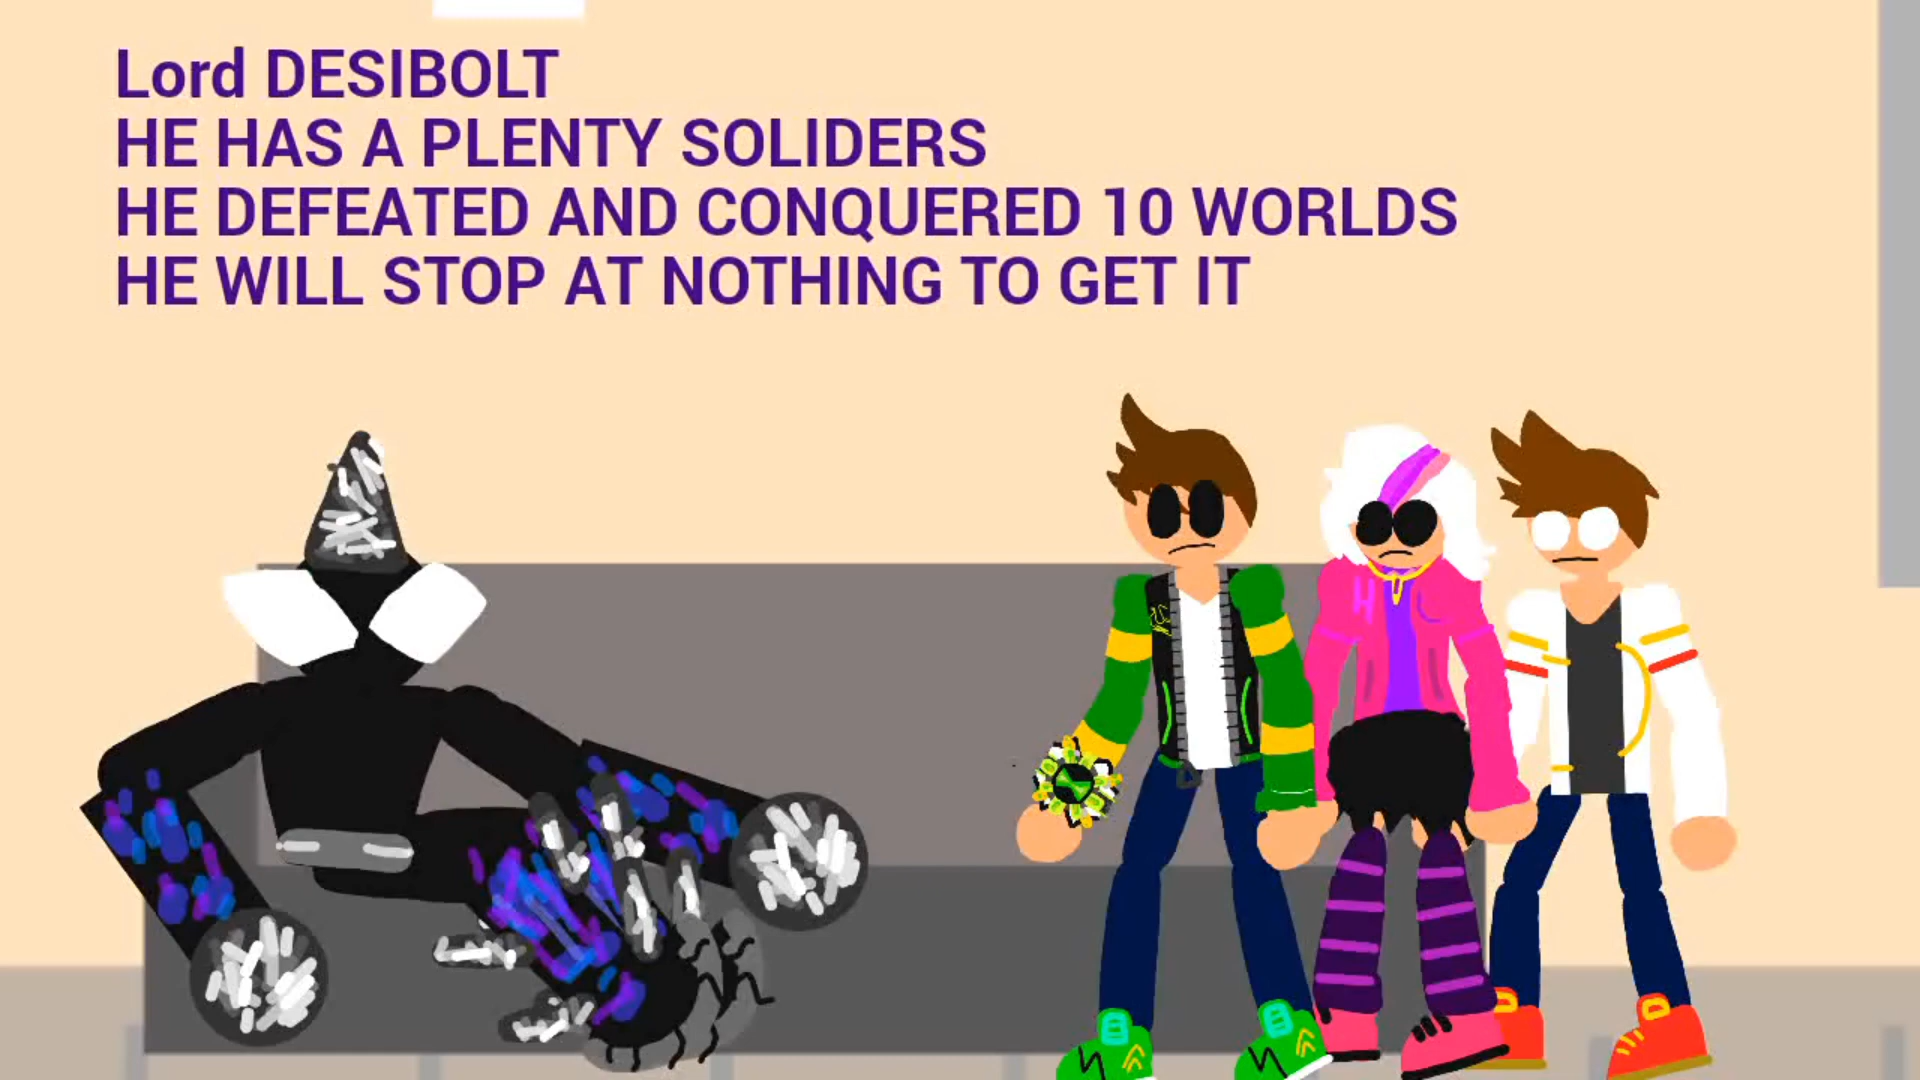 Lord DESIBOLT
HE HAS A PLENTY SOLIDERS
HE DEFEATED AND CONQUERED 10 WORLDS
HE WILL STOP AT NOTHING TO GET IT